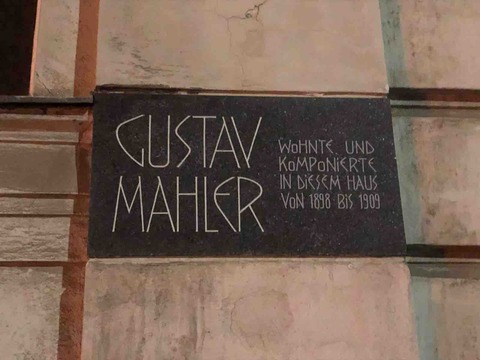 GUSTAV
MAHLER
WOHNTE UND
KOMPONIERTE
IN DIESEM HAUS
VON 1898 BIS 1909